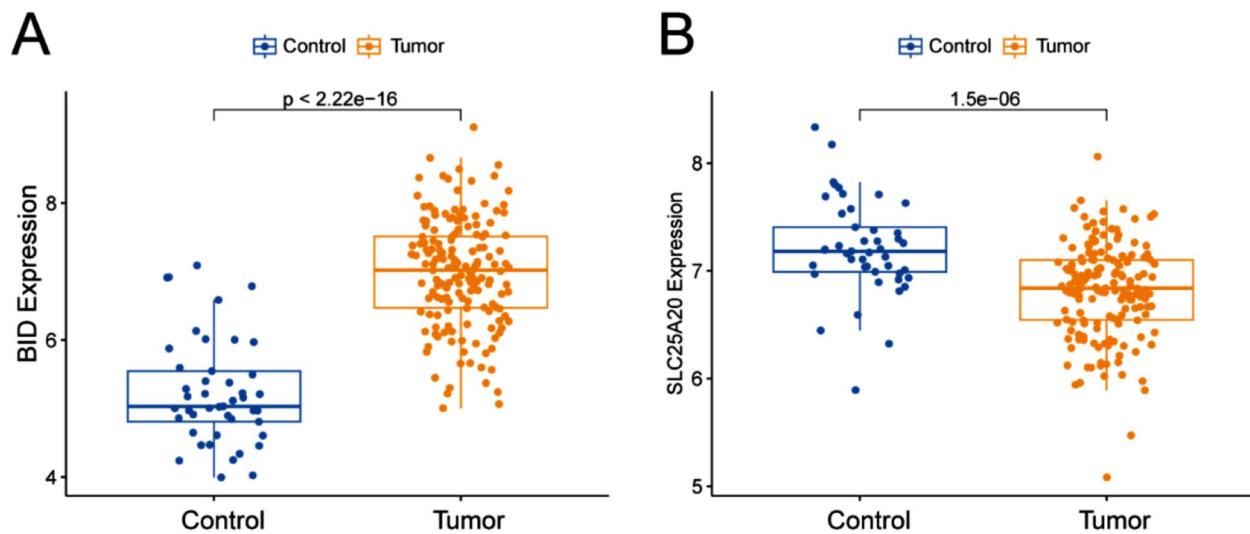 A
Control Tumor
p < 2.22e−16
BID Expression
8
6
4
Control Tumor
B
Control Tumor
1.5e−06
SLC25A20 Expression
8
7
6
5
Control Tumor